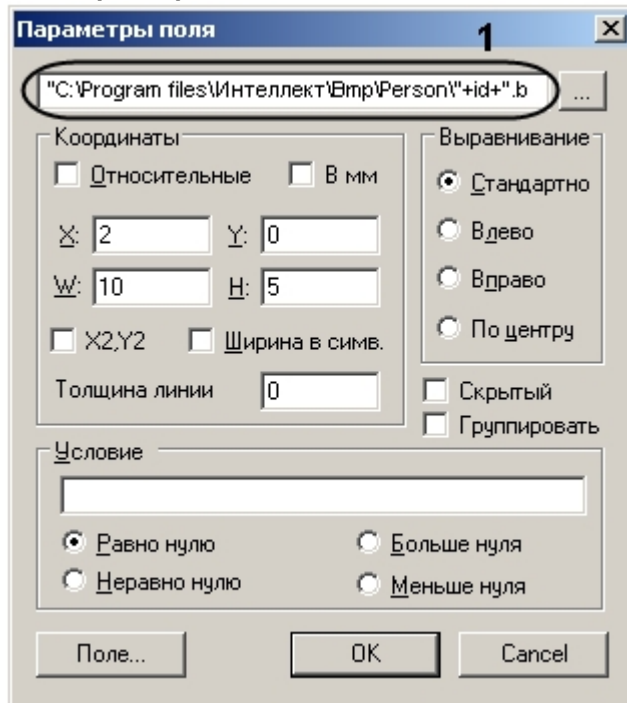 Параметры поля
1
"C:\Program files\Интеллект\Bmp\Person\"+id+".b
...
Координаты
Относительные
В мм
X: 2
Y: 0
W: 10
H: 5
X2,Y2
Ширина в симв.
Толщина линии 0
Выравнивание
Стандартно
Влево
Вправо
По центру
Скрытый
Группировать
Условие
Равно нулю
Больше нуля
Неравно нулю
Меньше нуля
Поле...
OK
Cancel